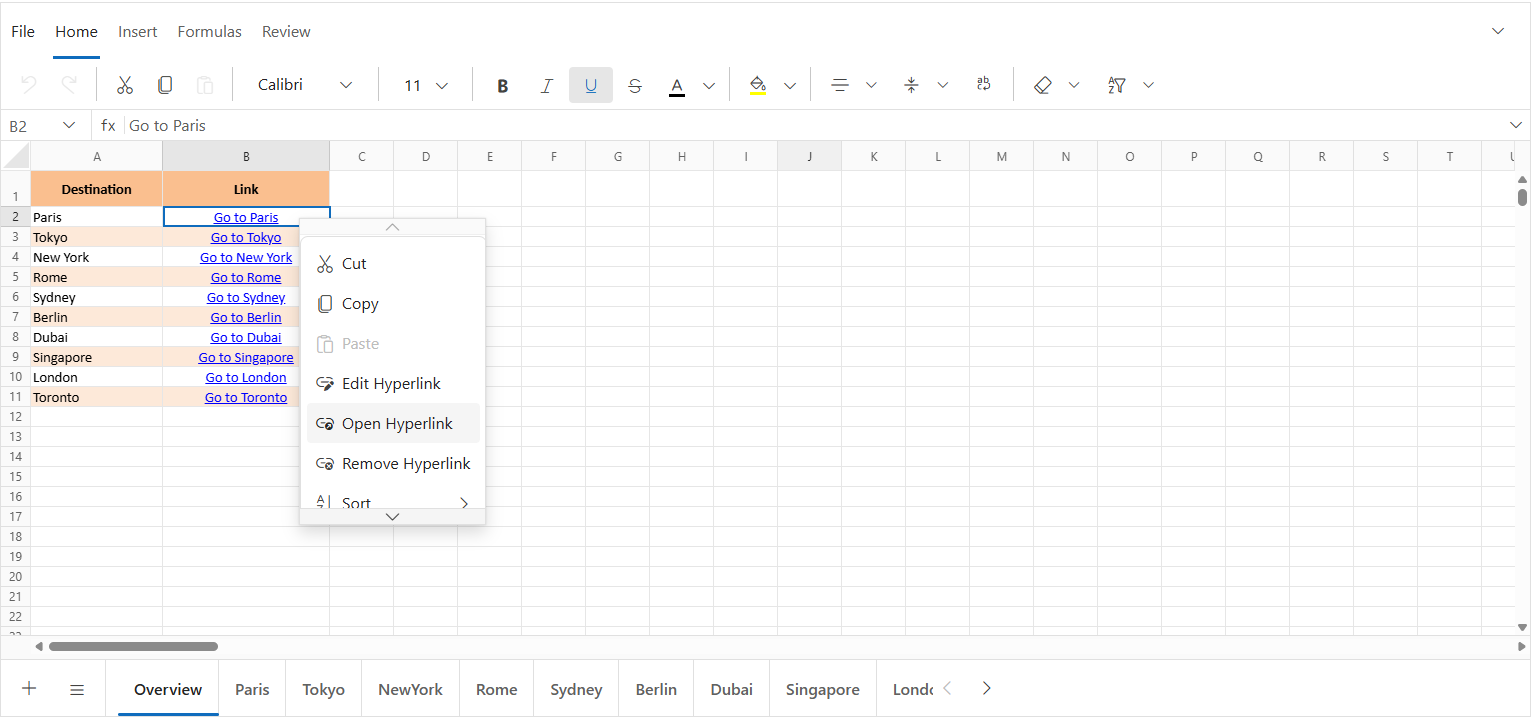 File Home Insert Formulas Review
Calibri 11 B I U S A ab
B2 fx Go to Paris
A B C D E F G H I J K L M N O P Q R S T
1 Destination Link
2 Paris Go to Paris
3 Tokyo Go to Tokyo
4 New York Go to New York
5 Rome Go to Rome
6 Sydney Go to Sydney
7 Berlin Go to Berlin
8 Dubai Go to Dubai
9 Singapore Go to Singapore
10 London Go to London
11 Toronto Go to Toronto
12
13
14
15
16
17
18
19
20
21
22
Cut
Copy
Paste
Edit Hyperlink
Open Hyperlink
Remove Hyperlink
Sort
Overview Paris Tokyo NewYork Rome Sydney Berlin Dubai Singapore